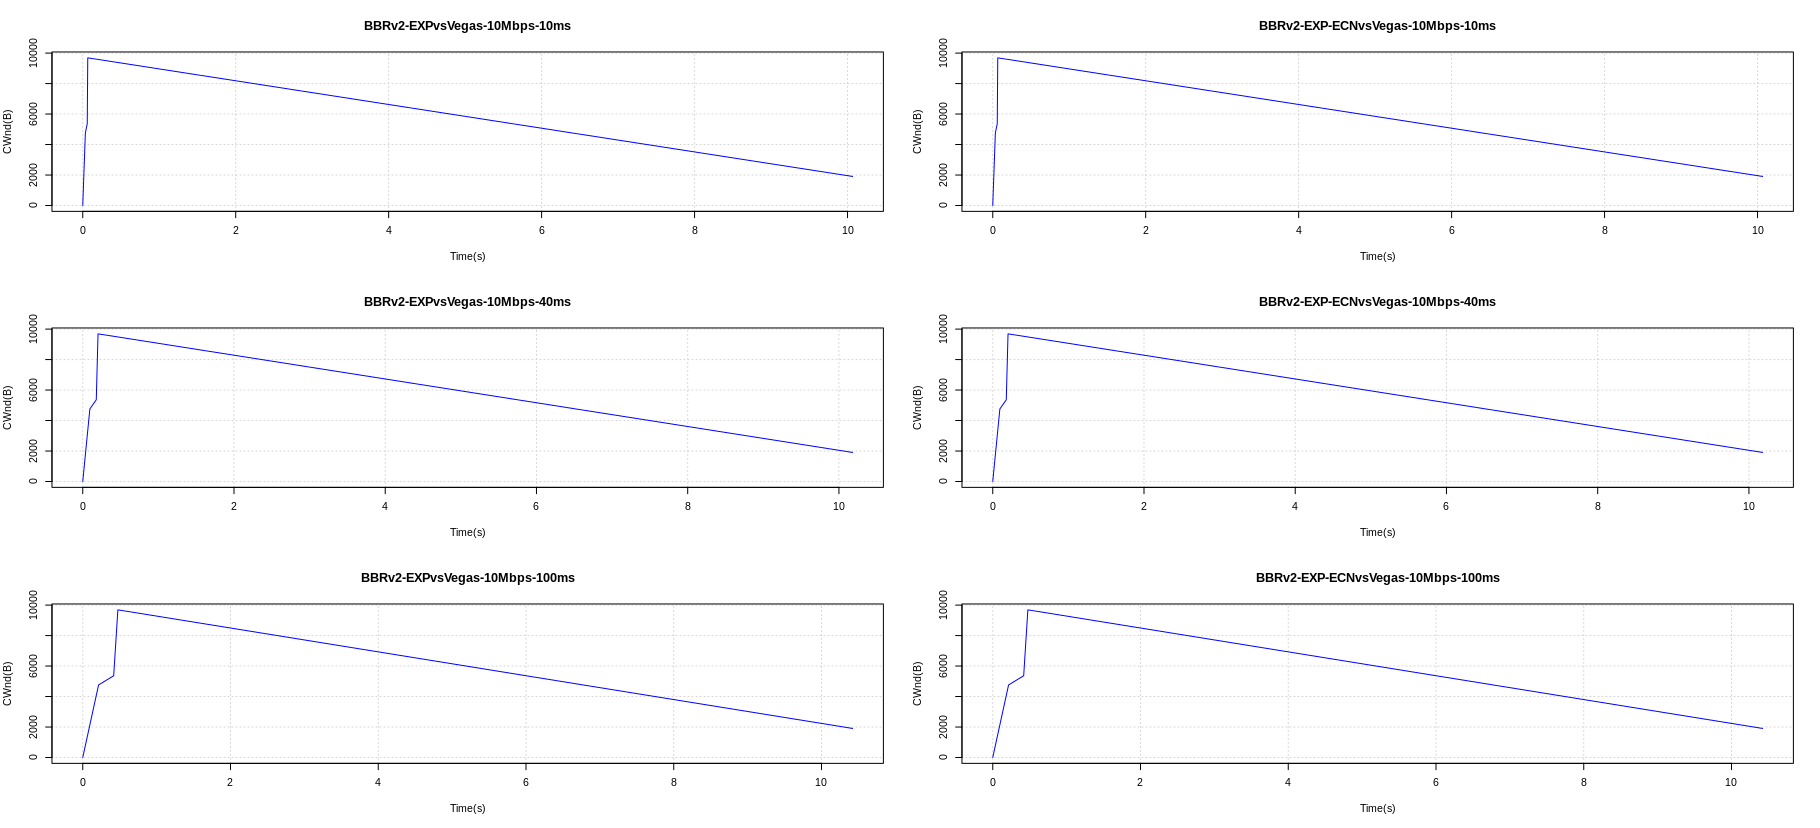 BBRv2-EXPvsVegas-10Mbps-10ms
CWnd(B)
0 2000 6000 10000
0 2 4 6 8 10
Time(s)
BBRv2-EXP-ECNvsVegas-10Mbps-10ms
CWnd(B)
0 2000 6000 10000
0 2 4 6 8 10
Time(s)
BBRv2-EXPvsVegas-10Mbps-40ms
CWnd(B)
0 2000 6000 10000
0 2 4 6 8 10
Time(s)
BBRv2-EXP-ECNvsVegas-10Mbps-40ms
CWnd(B)
0 2000 6000 10000
0 2 4 6 8 10
Time(s)
BBRv2-EXPvsVegas-10Mbps-100ms
CWnd(B)
0 2000 6000 10000
0 2 4 6 8 10
Time(s)
BBRv2-EXP-ECNvsVegas-10Mbps-100ms
CWnd(B)
0 2000 6000 10000
0 2 4 6 8 10
Time(s)